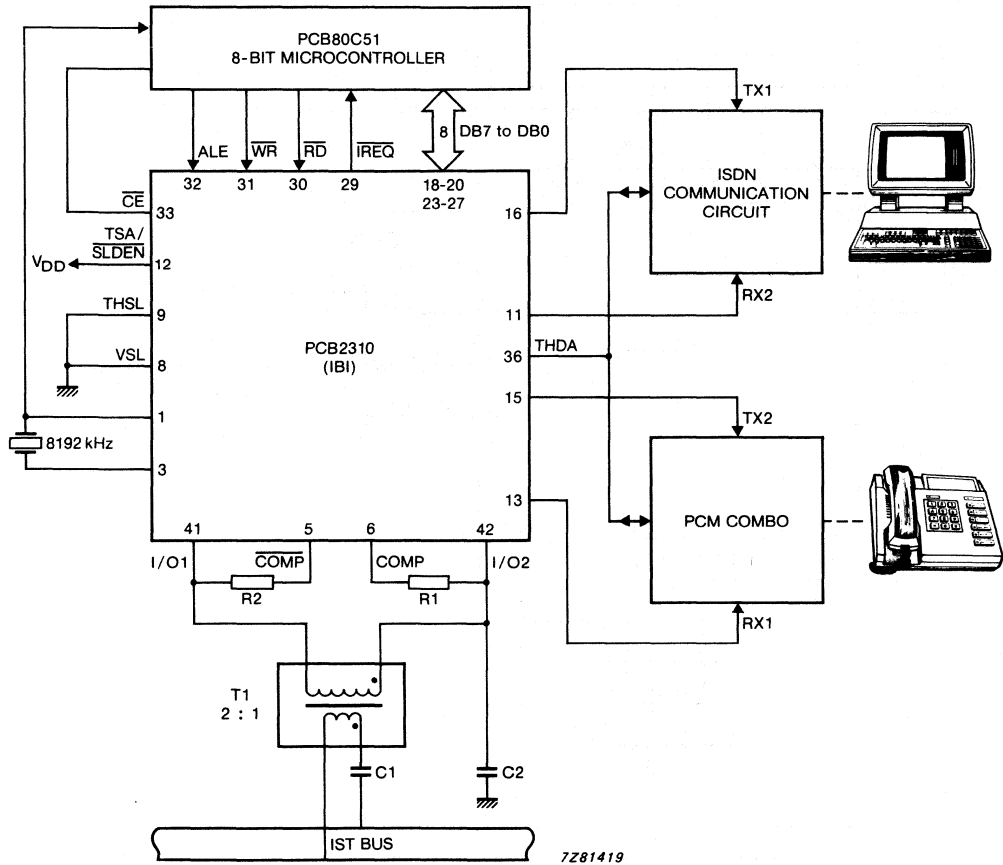 PCB80C51
8-BIT MICROCONTROLLER
TX1
ALE
WR
RD
IREQ
8
DB7 to DB0
32
31
30
29
18-20
23-27
CE
33
16
ISDN
COMMUNICATION
CIRCUIT
TSA/
SLDEN
VDD
12
THSL
9
11
RX2
PCB2310
(IBI)
36
THDA
VSL
8
15
1
TX2
8192 kHz
3
13
PCM COMBO
41
5
6
42
I/O1
COMP
COMP
I/O2
R2
R1
RX1
T1
2 : 1
C1
C2
IST BUS
7Z81419